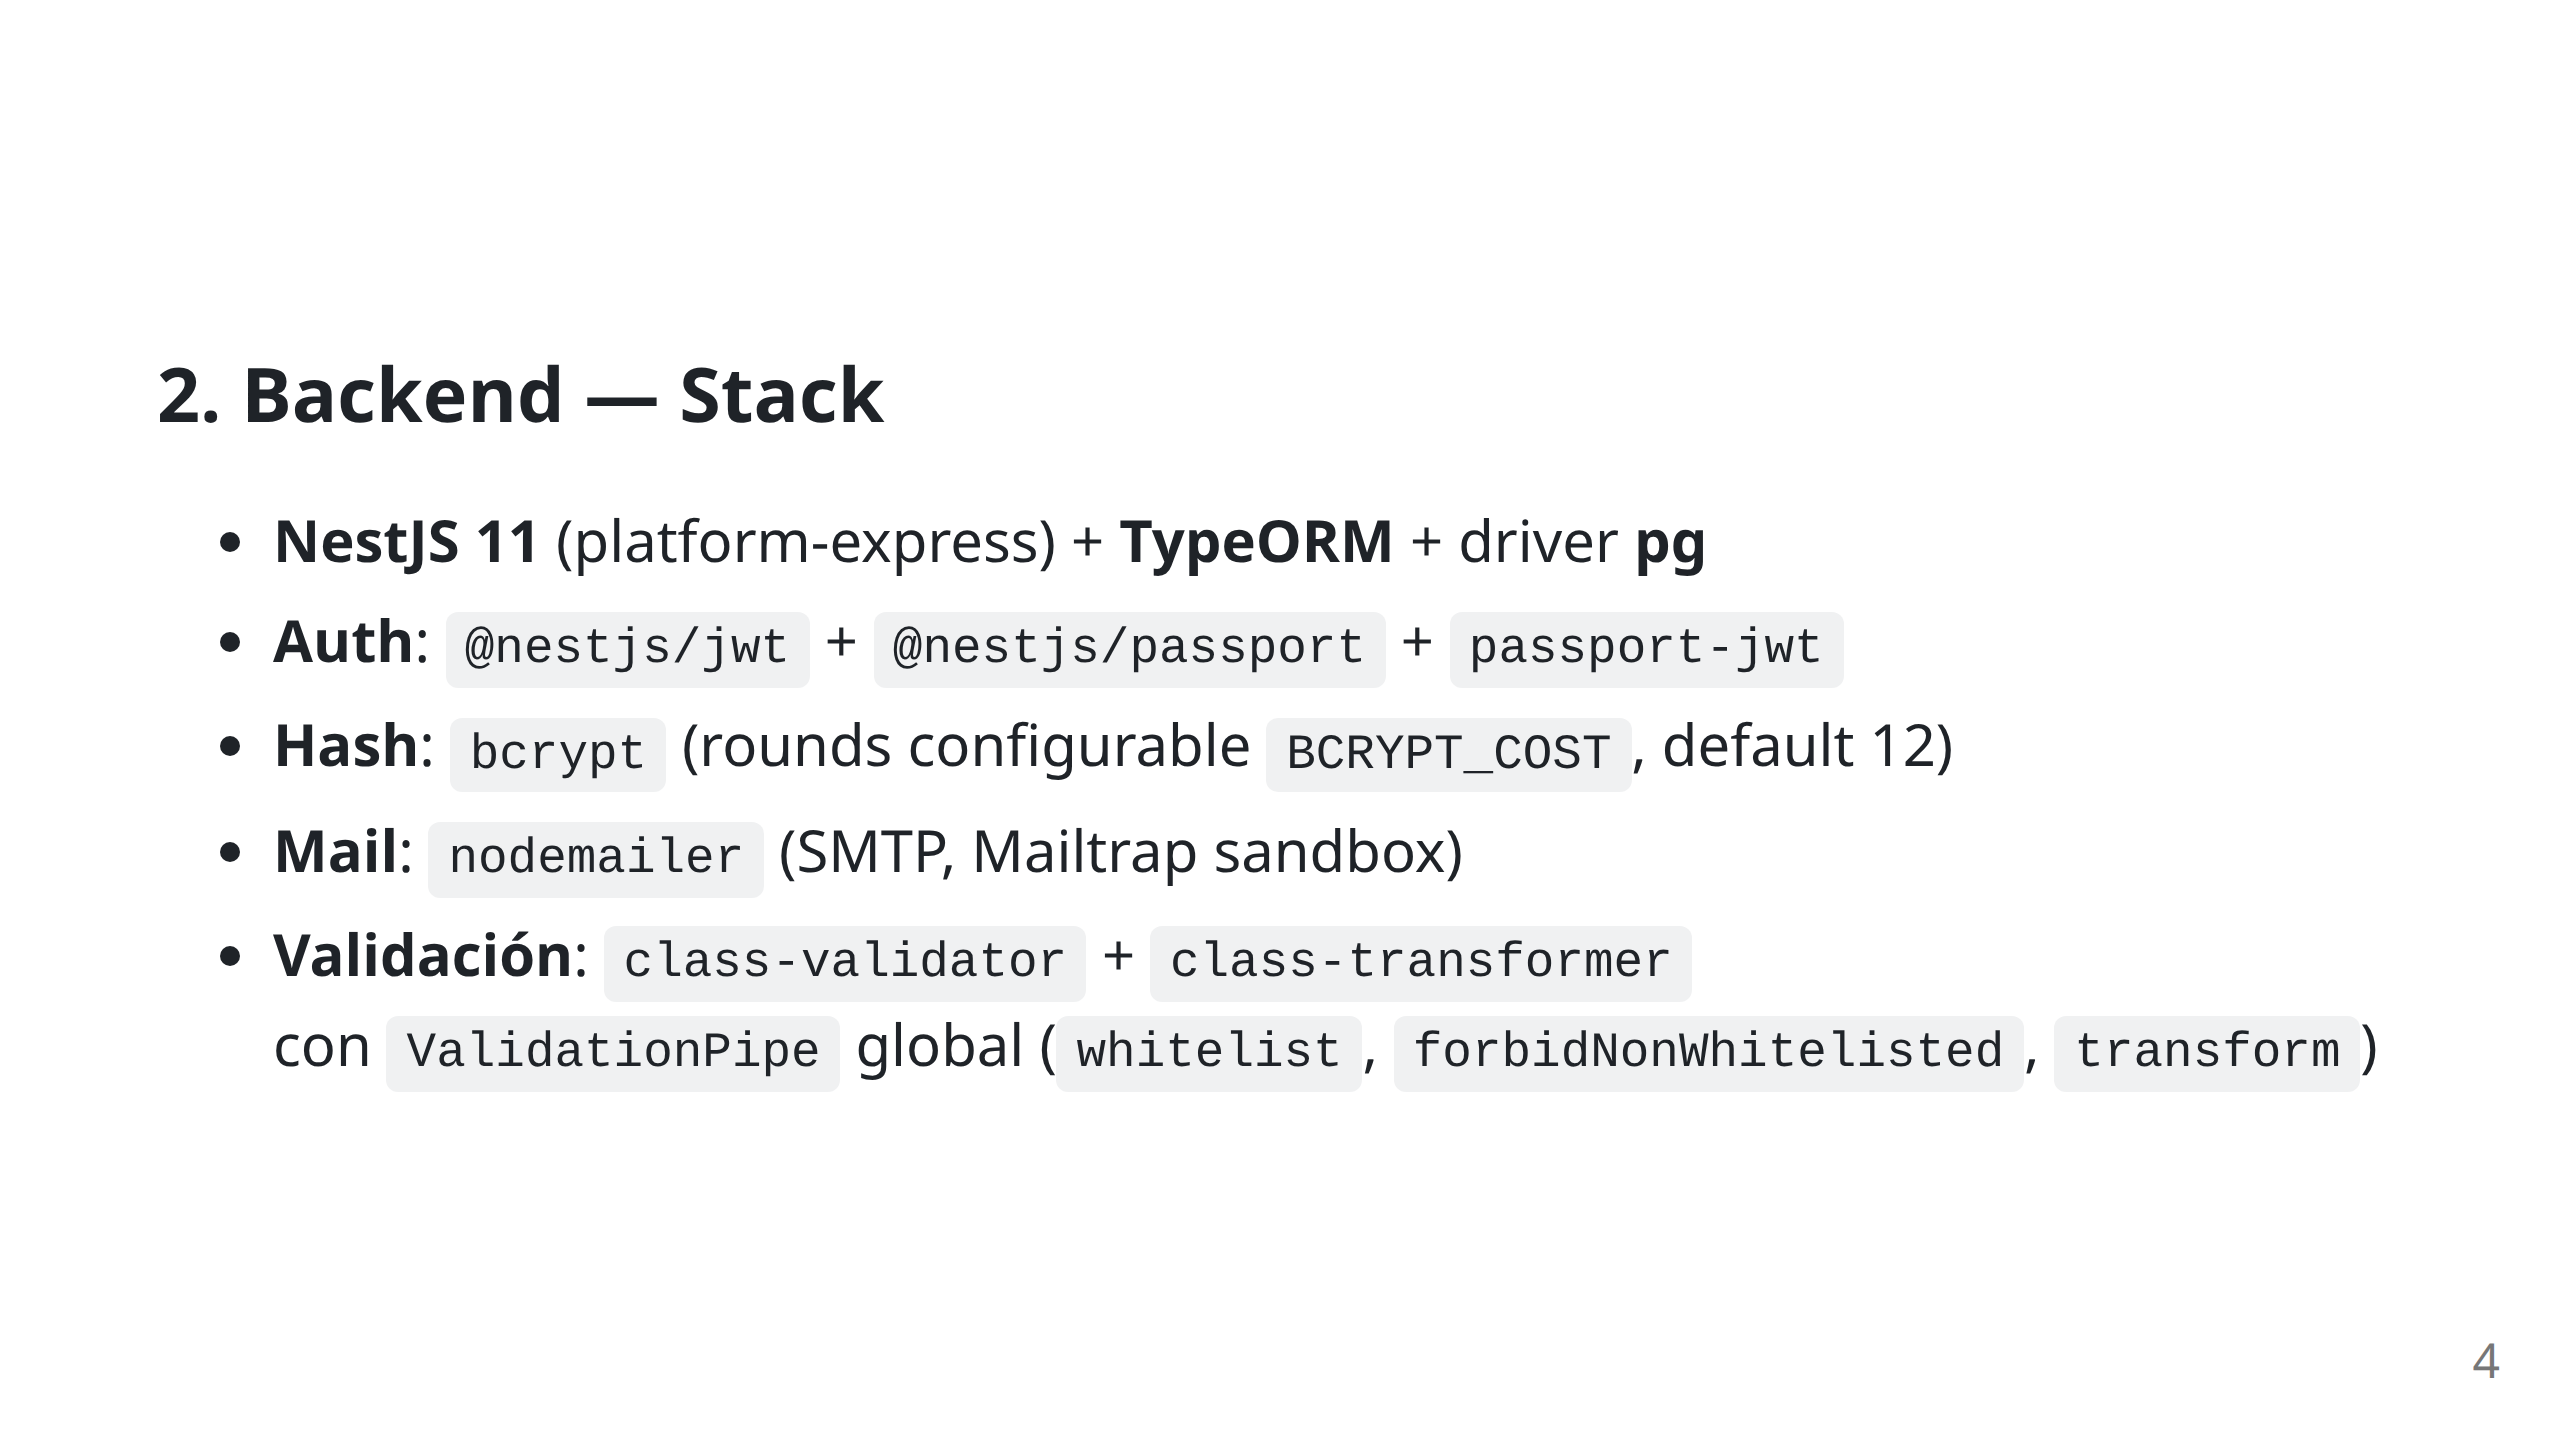 2. Backend — Stack
• NestJS 11 (platform-express) + TypeORM + driver pg
• Auth: @nestjs/jwt + @nestjs/passport + passport-jwt
• Hash: bcrypt (rounds configurable BCRYPT_COST, default 12)
• Mail: nodemailer (SMTP, Mailtrap sandbox)
• Validación: class-validator + class-transformer
con ValidationPipe global (whitelist, forbidNonWhitelisted, transform)
4